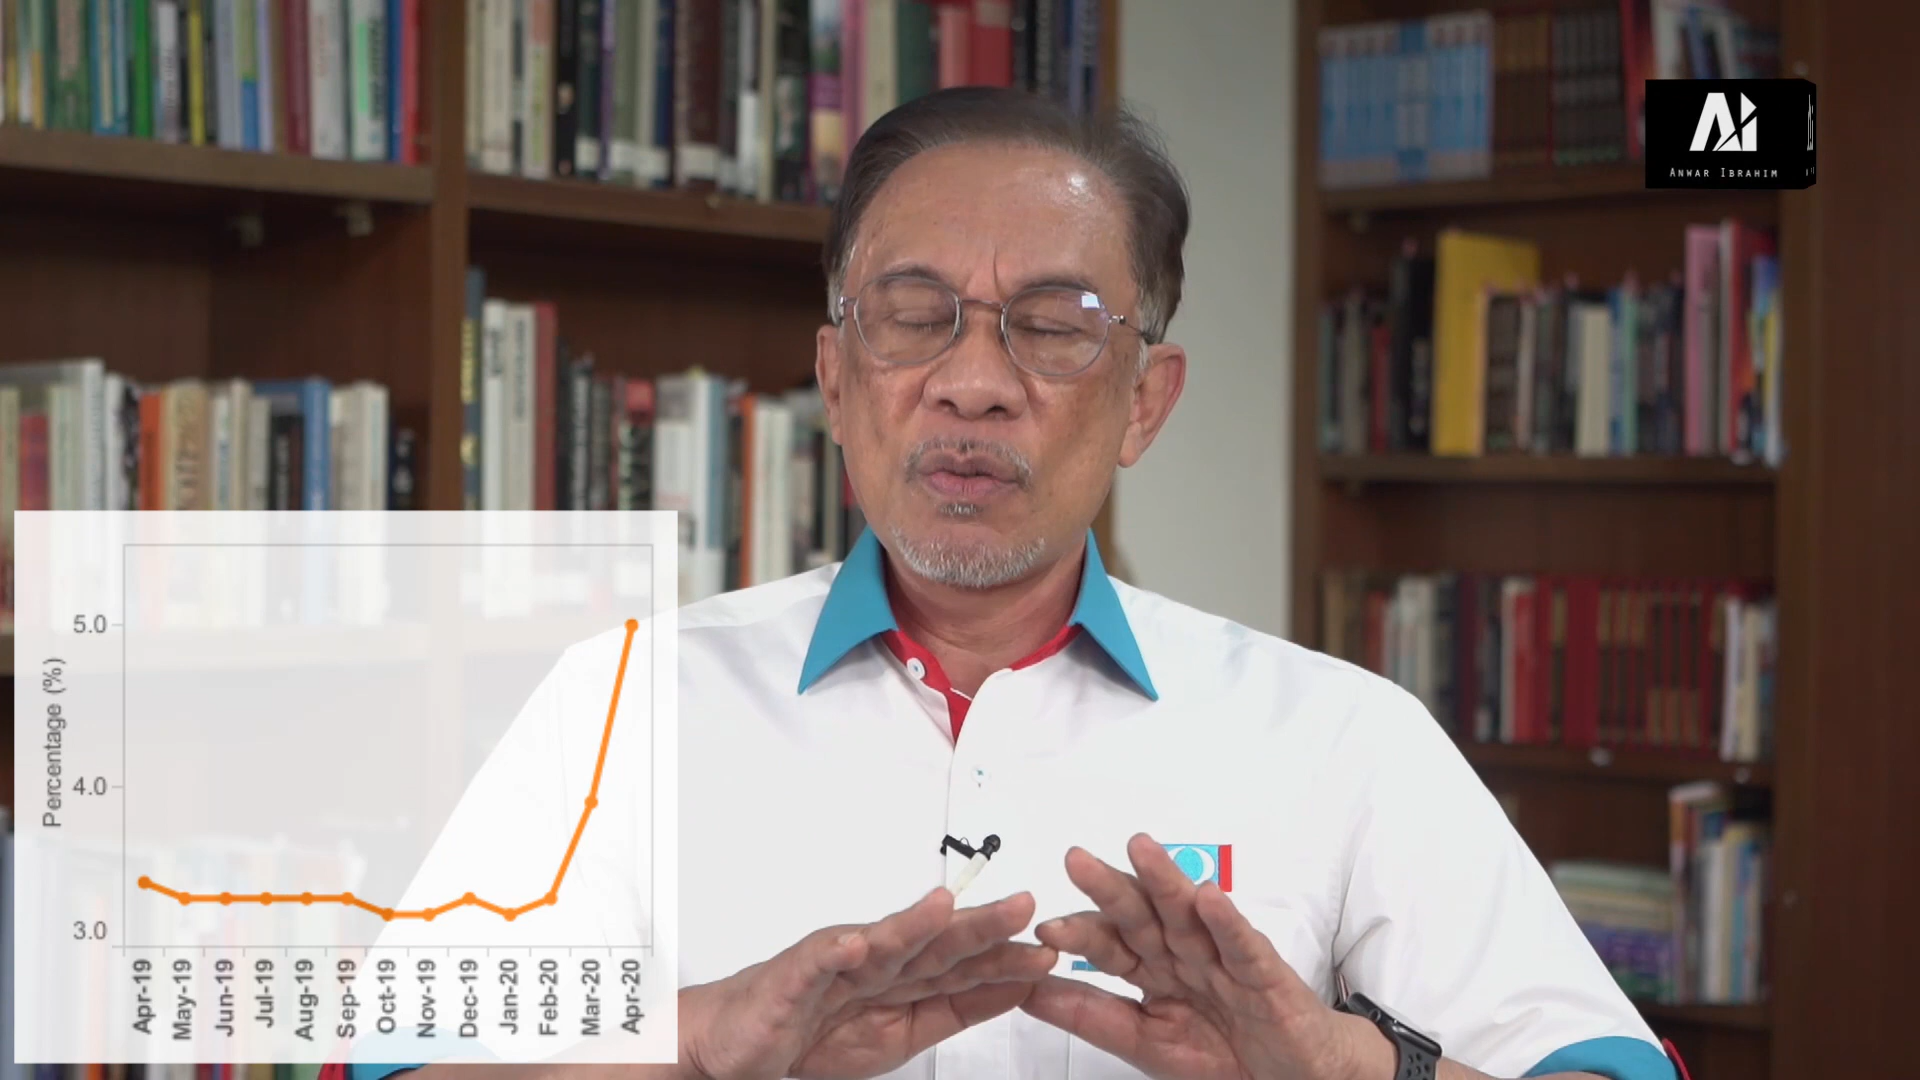 Ai
ANWAR IBRAHIM
5.0
4.0
3.0
Percentage (%)
Apr-19
May-19
Jun-19
Jul-19
Aug-19
Sep-19
Oct-19
Nov-19
Dec-19
Jan-20
Feb-20
Mar-20
Apr-20